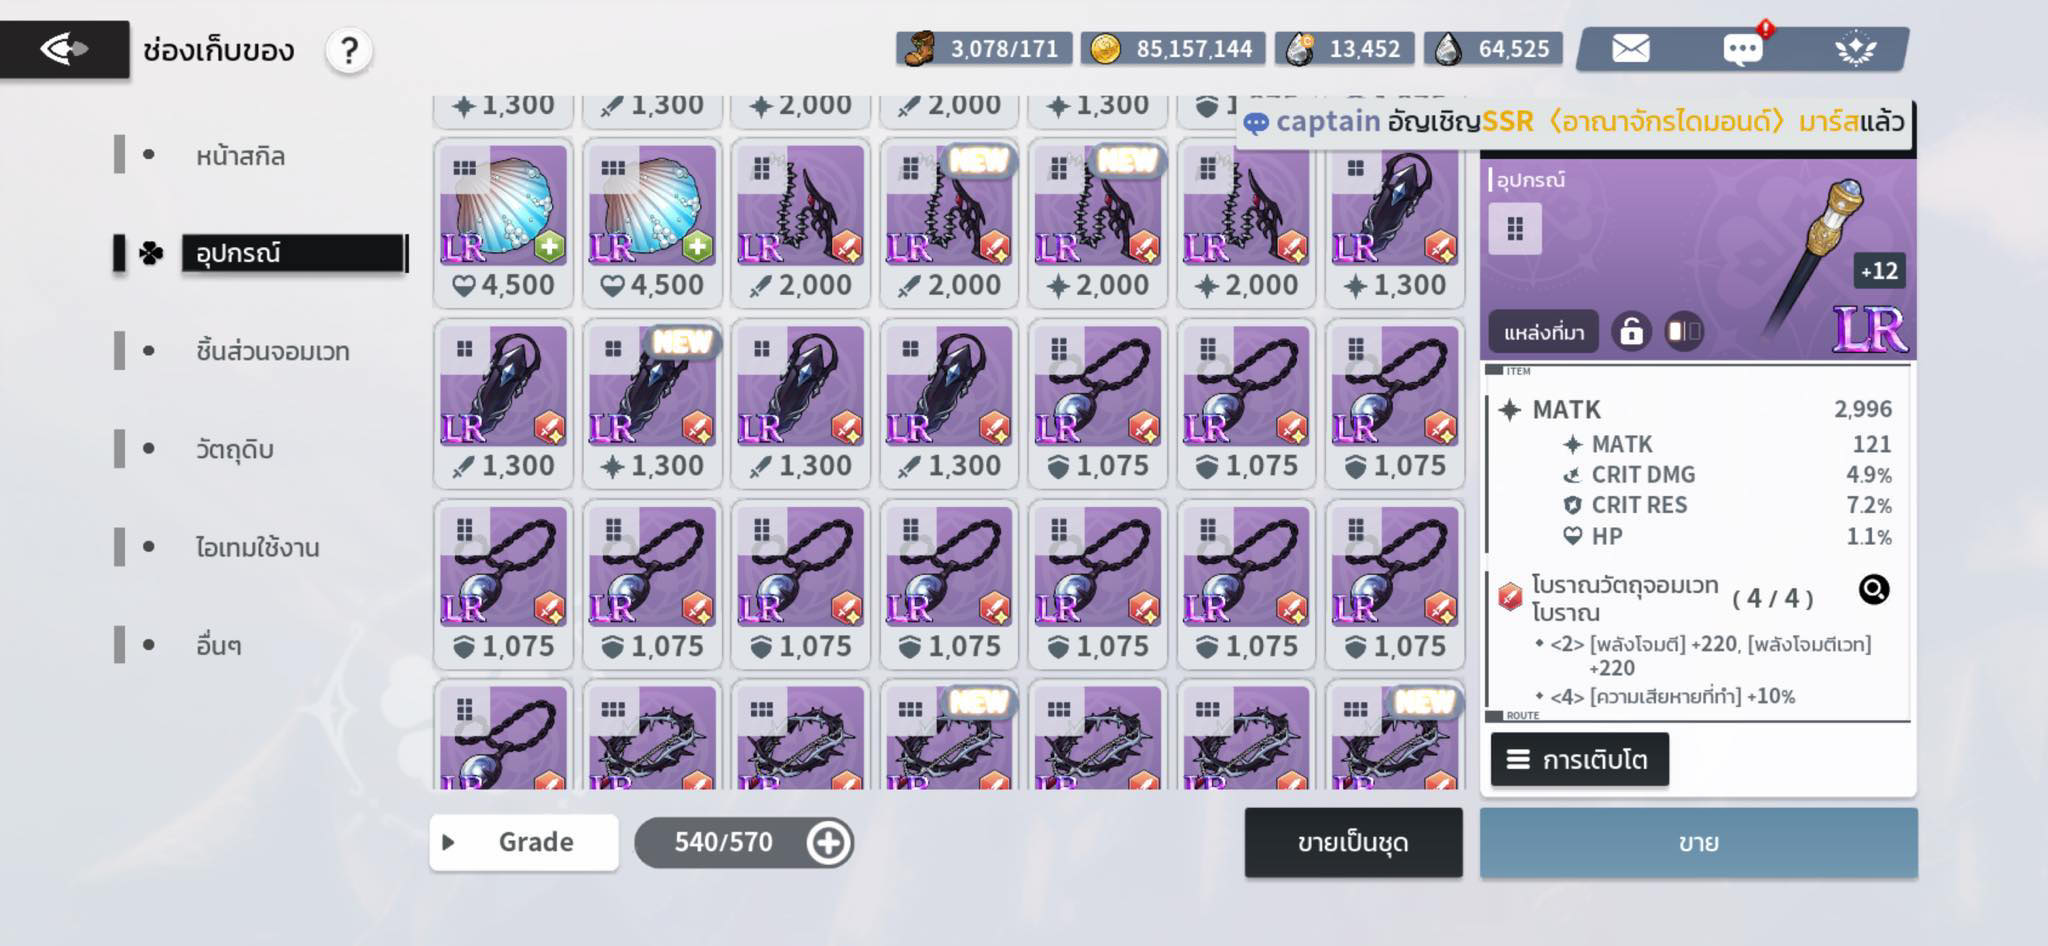 ช่องเก็บของ
?
3,078/171
85,157,144
13,452
64,525
captain อัญเชิญSSR〈อาณาจักรไดมอนด์〉มาร์สแล้ว
หน้าสกิล
อุปกรณ์
ชิ้นส่วนจอมเวท
วัตถุดิบ
ไอเทมใช้งาน
อื่นๆ
1,300 1,300 2,000 2,000 1,300
NEW NEW
LR LR LR LR LR LR LR
4,500 4,500 2,000 2,000 2,000 2,000 1,300
NEW
LR LR LR LR LR LR LR
1,300 1,300 1,300 1,300 1,075 1,075 1,075
LR LR LR LR LR LR LR
1,075 1,075 1,075 1,075 1,075 1,075 1,075
NEW NEW
LR LR LR LR LR LR LR
Grade
540/570
ขายเป็นชุด
อุปกรณ์
+12
แหล่งที่มา
LR
ITEM
MATK 2,996
MATK 121
CRIT DMG 4.9%
CRIT RES 7.2%
HP 1.1%
โบราณวัตถุจอมเวท
โบราณ
( 4 / 4 )
<2> [พลังโจมตี] +220, [พลังโจมตีเวท]
+220
<4> [ความเสียหายที่ทำ] +10%
ROUTE
การเติบโต
ขาย